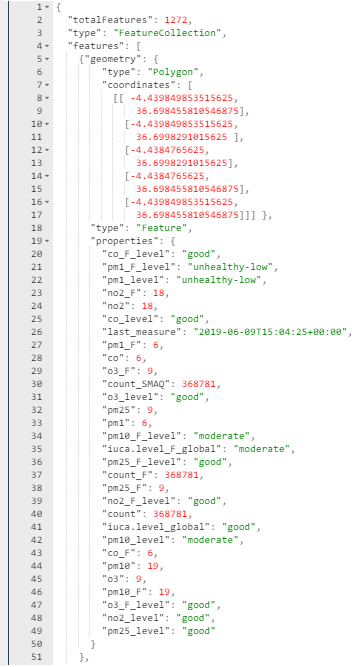 1 {
2 "totalFeatures": 1272,
3 "type": "FeatureCollection",
4 "features": [
5 {"geometry": {
6 "type": "Polygon",
7 "coordinates": [
8 [[ -4.439849853515625,
9 36.698455810546875],
10 [-4.439849853515625,
11 36.6998291015625 ],
12 [-4.4384765625,
13 36.6998291015625],
14 [-4.4384765625,
15 36.698455810546875],
16 [-4.439849853515625,
17 36.698455810546875]]] },
18 "type": "Feature",
19 "properties": {
20 "co_F_level": "good",
21 "pm1_F_level": "unhealthy-low",
22 "pm1_level": "unhealthy-low",
23 "no2_F": 18,
24 "no2": 18,
25 "co_level": "good",
26 "last_measure": "2019-06-09T15:04:25+00:00",
27 "pm1_F": 6,
28 "co": 6,
29 "o3_F": 9,
30 "count_SMAQ": 368781,
31 "o3_level": "good",
32 "pm25": 9,
33 "pm1": 6,
34 "pm10_F_level": "moderate",
35 "iuca.level_F_global": "moderate",
36 "pm25_F_level": "good",
37 "count_F": 368781,
38 "pm25_F": 9,
39 "no2_F_level": "good",
40 "count": 368781,
41 "iuca.level_global": "good",
42 "pm10_level": "moderate",
43 "co_F": 6,
44 "pm10": 19,
45 "o3": 9,
46 "pm10_F": 19,
47 "o3_F_level": "good",
48 "no2_level": "good",
49 "pm25_level": "good"
50 }
51 },